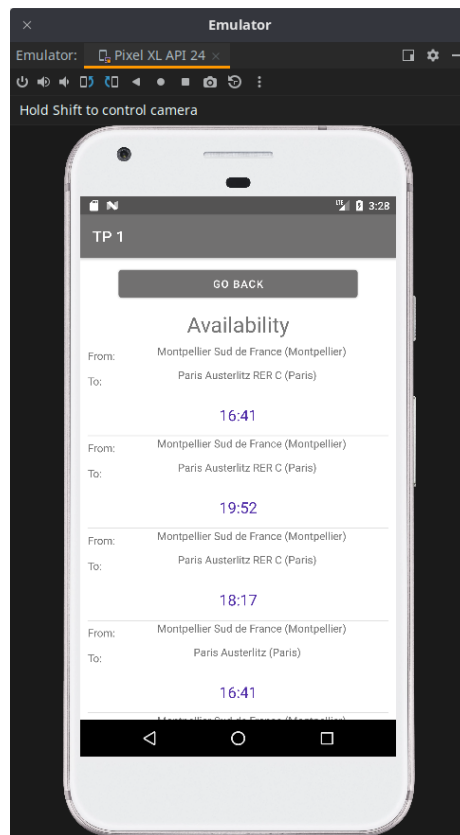 Emulator
Emulator: Pixel XL API 24
Hold Shift to control camera
LTE 3:28
TP 1
GO BACK
Availability
From: Montpellier Sud de France (Montpellier)
To: Paris Austerlitz RER C (Paris)
16:41
From: Montpellier Sud de France (Montpellier)
To: Paris Austerlitz RER C (Paris)
19:52
From: Montpellier Sud de France (Montpellier)
To: Paris Austerlitz RER C (Paris)
18:17
From: Montpellier Sud de France (Montpellier)
To: Paris Austerlitz (Paris)
16:41